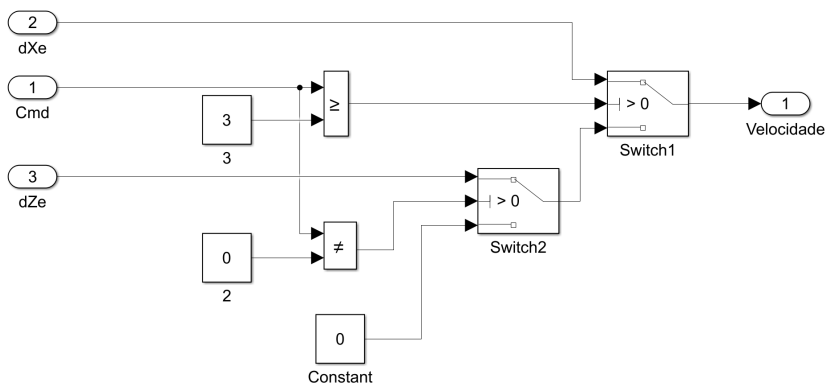 2
dXe
1
Cmd
3
3
≥
> 0
Switch1
1
Velocidade
3
dZe
> 0
Switch2
0
2
≠
0
Constant